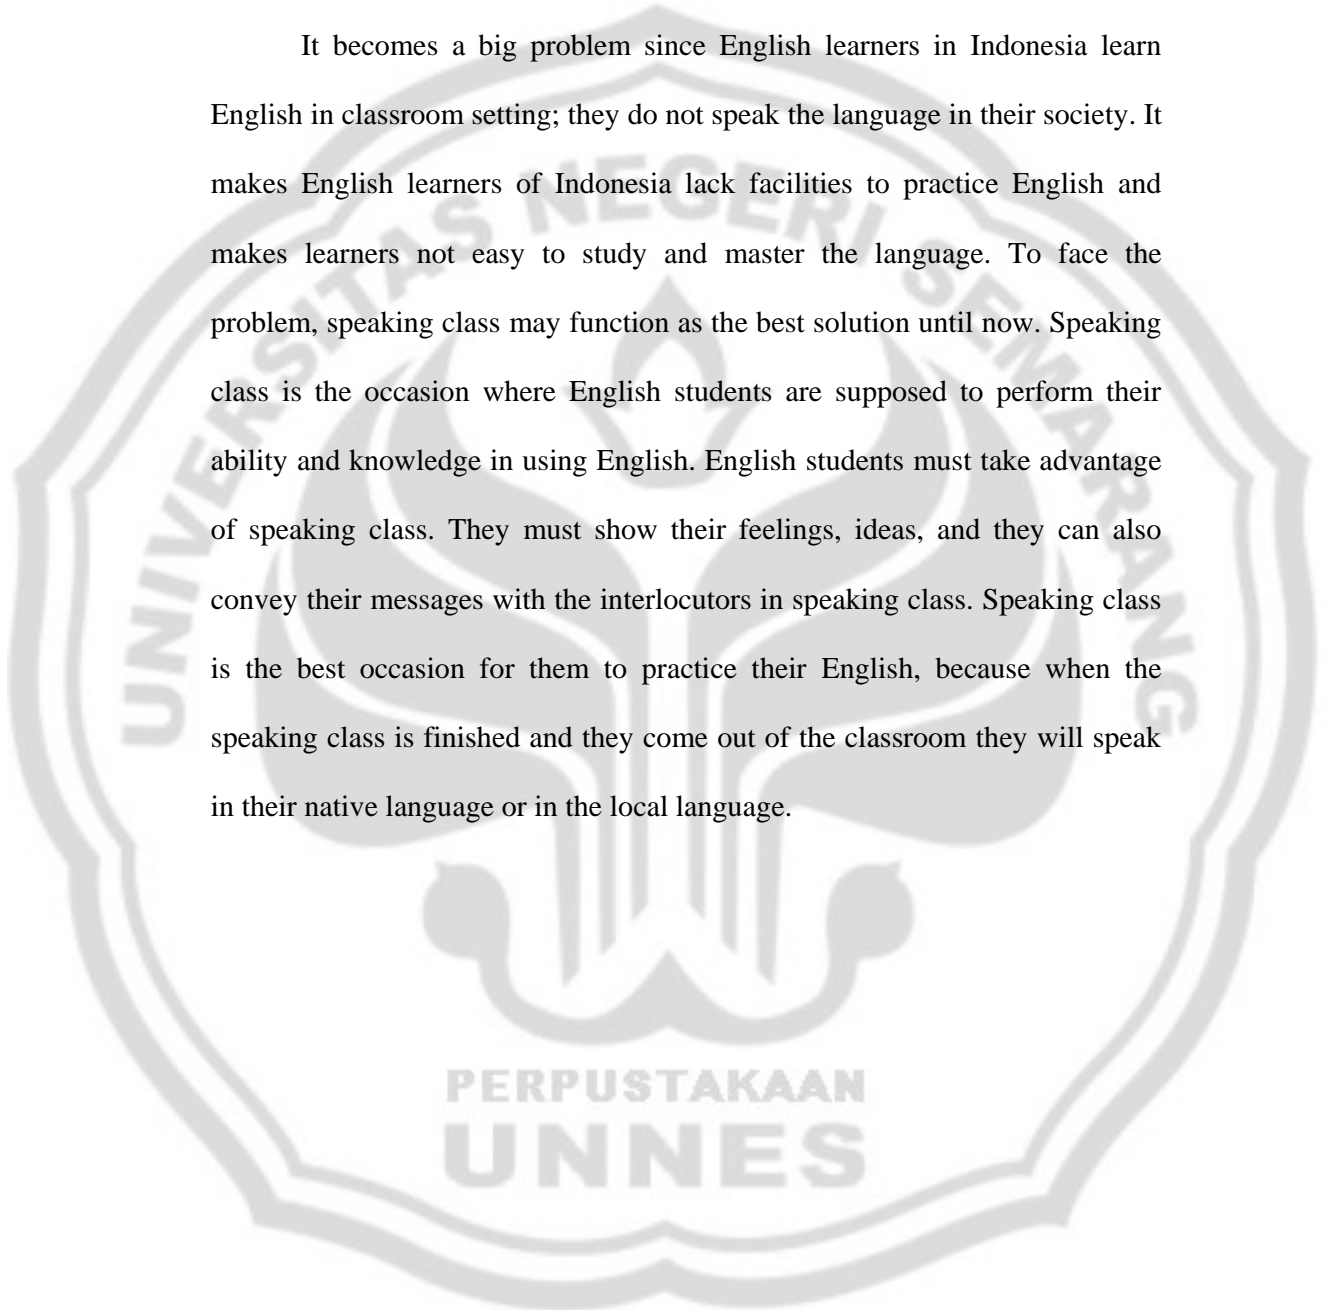 It becomes a big problem since English learners in Indonesia learn
English in classroom setting; they do not speak the language in their society. It
makes English learners of Indonesia lack facilities to practice English and
makes learners not easy to study and master the language. To face the
problem, speaking class may function as the best solution until now. Speaking
class is the occasion where English students are supposed to perform their
ability and knowledge in using English. English students must take advantage
of speaking class. They must show their feelings, ideas, and they can also
convey their messages with the interlocutors in speaking class. Speaking class
is the best occasion for them to practice their English, because when the
speaking class is finished and they come out of the classroom they will speak
in their native language or in the local language.
UNIVERSITAS NEGERI SEMARANG
PERPUSTAKAAN
UNNES